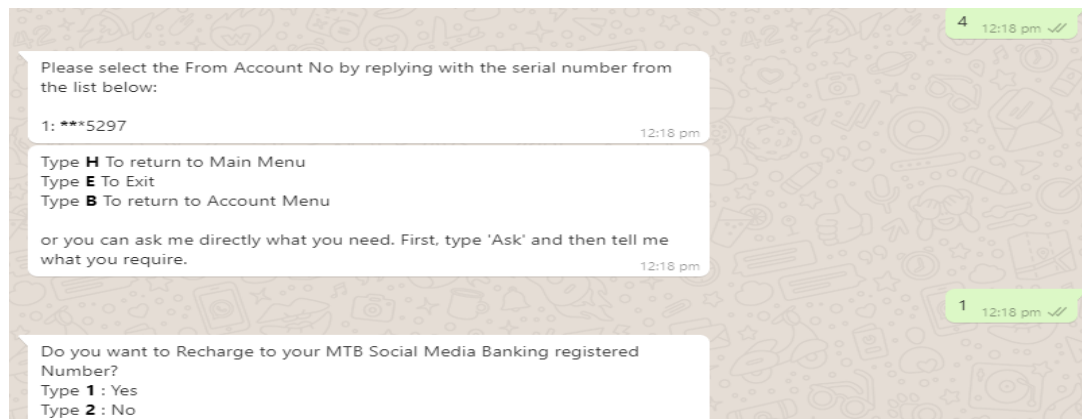 4 12:18 pm
Please select the From Account No by replying with the serial number from
the list below:
1: ***5297
12:18 pm
Type H To return to Main Menu
Type E To Exit
Type B To return to Account Menu
or you can ask me directly what you need. First, type 'Ask' and then tell me
what you require.
12:18 pm
1 12:18 pm
Do you want to Recharge to your MTB Social Media Banking registered
Number?
Type 1 : Yes
Type 2 : No